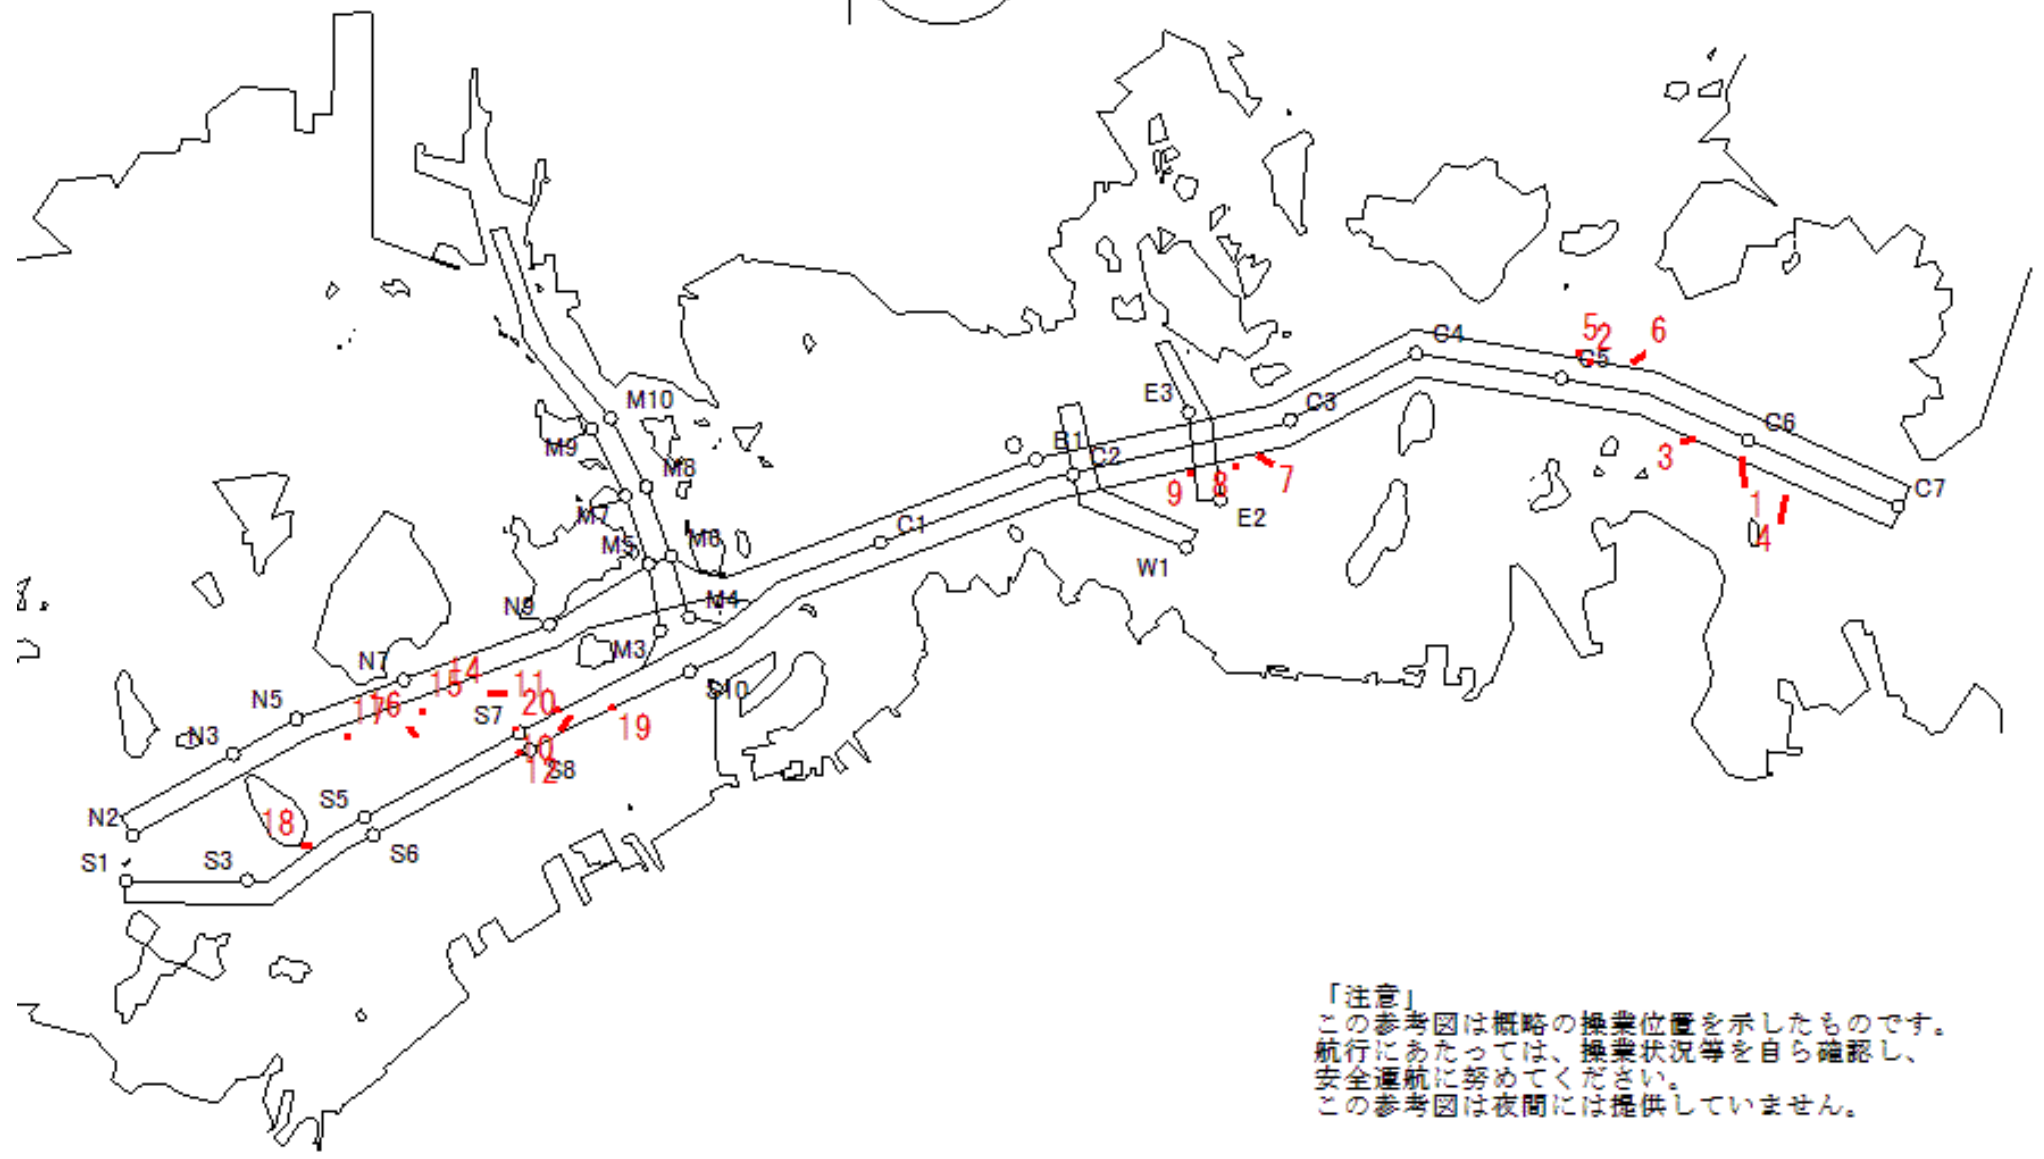 5
2
6
C4
C5
M10
E3
C3
C6
M9
B1
C2
3
M8
9
8
7
C7
M7
E2
1
C1
M5
M6
4
W1
N9
M4
M3
N7
14
15
11
S10
N5
17
16
S7
20
19
N3
10
12
S8
S5
N2
18
S1
S3
S6
「注意」
この参考図は概略の操業位置を示したものです。
航行にあたっては、操業状況等を自ら確認し、
安全運航に努めてください。
この参考図は夜間には提供していません。